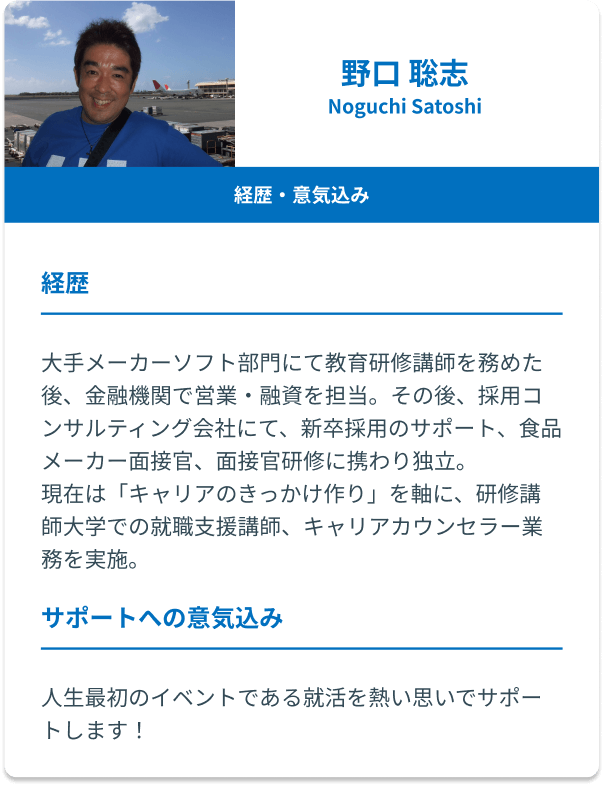 野口 聡志
Noguchi Satoshi
経歴・意気込み
経歴
大手メーカーソフト部門にて教育研修講師を務めた
後、金融機関で営業・融資を担当。その後、採用コ
ンサルティング会社にて、新卒採用のサポート、食品
メーカー面接官、面接官研修に携わり独立。
現在は「キャリアのきっかけ作り」を軸に、研修講
師大学での就職支援講師、キャリアカウンセラー業
務を実施。
サポートへの意気込み
人生最初のイベントである就活を熱い思いでサポー
トします！